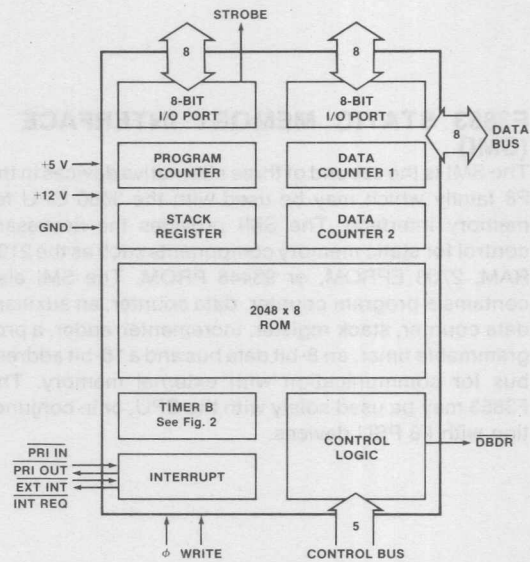 STROBE
8
8
8-BIT
I/O PORT
8-BIT
I/O PORT
8
DATA
BUS
+5 V
PROGRAM
COUNTER
DATA
COUNTER 1
+12 V
GND
STACK
REGISTER
DATA
COUNTER 2
2048 x 8
ROM
TIMER B
See Fig. 2
CONTROL
LOGIC
DBDR
PRI IN
PRI OUT
EXT INT
INT REQ
INTERRUPT
5
ϕ WRITE
CONTROL BUS